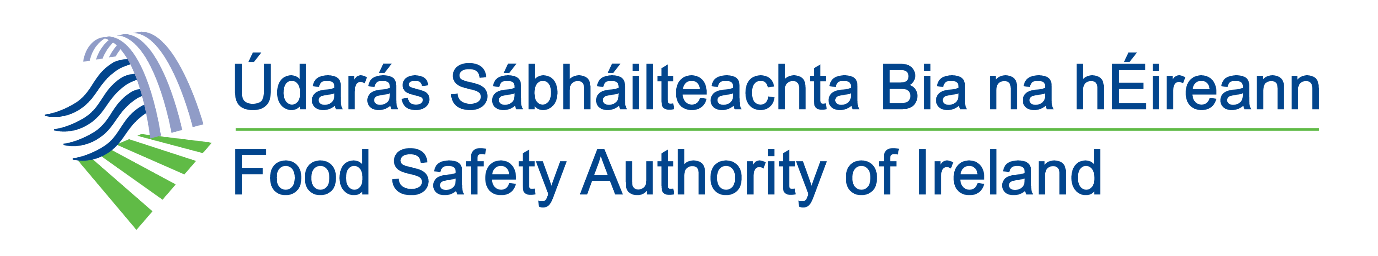 Údarás Sábháilteachta Bia na hÉireann
Food Safety Authority of Ireland